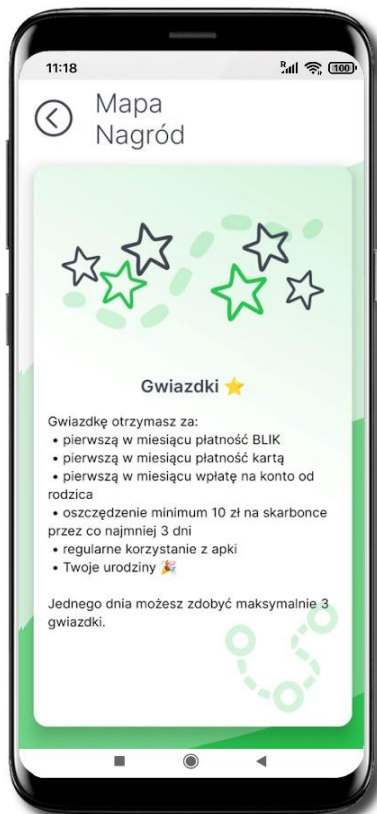 11:18
R
100
Mapa
Nagród
Gwiazdki ⭐
Gwiazdkę otrzymasz za:
• pierwszą w miesiącu płatność BLIK
• pierwszą w miesiącu płatność kartą
• pierwszą w miesiącu wpłatę na konto od
rodzica
• oszczędzenie minimum 10 zł na skarbonce
przez co najmniej 3 dni
• regularne korzystanie z apki
• Twoje urodziny 🎉
Jednego dnia możesz zdobyć maksymalnie 3
gwiazdki.